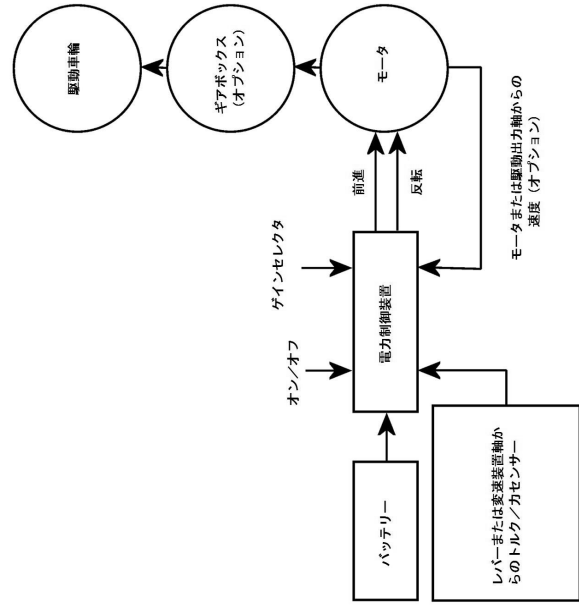 バッテリー
レバーまたは変速装置軸か
らのトルク／力センサー
オン／オフ
ゲインセレクタ
電力制御装置
前進
反転
モータまたは駆動出力軸からの
速度（オプション）
モータ
ギアボックス
（オプション）
駆動車輪